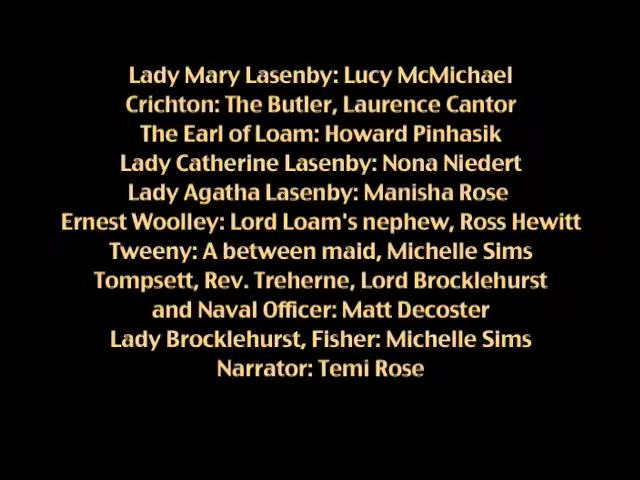 Lady Mary Lasenby: Lucy McMichael
Crichton: The Butler, Laurence Cantor
The Earl of Loam: Howard Pinhasik
Lady Catherine Lasenby: Nona Niedert
Lady Agatha Lasenby: Manisha Rose
Ernest Woolley: Lord Loam's nephew, Ross Hewitt
Tweeny: A between maid, Michelle Sims
Tompsett, Rev. Treherne, Lord Brocklehurst
and Naval Officer: Matt Decoster
Lady Brocklehurst, Fisher: Michelle Sims
Narrator: Temi Rose